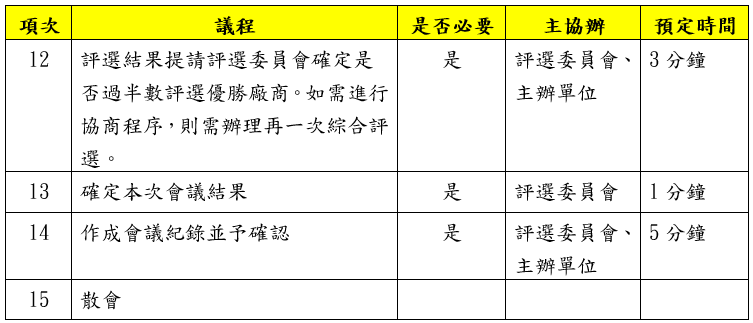 項次 議程 是否必要 主協辦 預定時間
12 評選結果提請評選委員會確定是 是 評選委員會、 3分鐘
否過半數評選優勝廠商。如需進行 主辦單位
協商程序，則需辦理再一次綜合評
選。
13 確定本次會議結果 是 評選委員會 1分鐘
14 作成會議紀錄並予確認 是 評選委員會、 5分鐘
主辦單位
15 散會